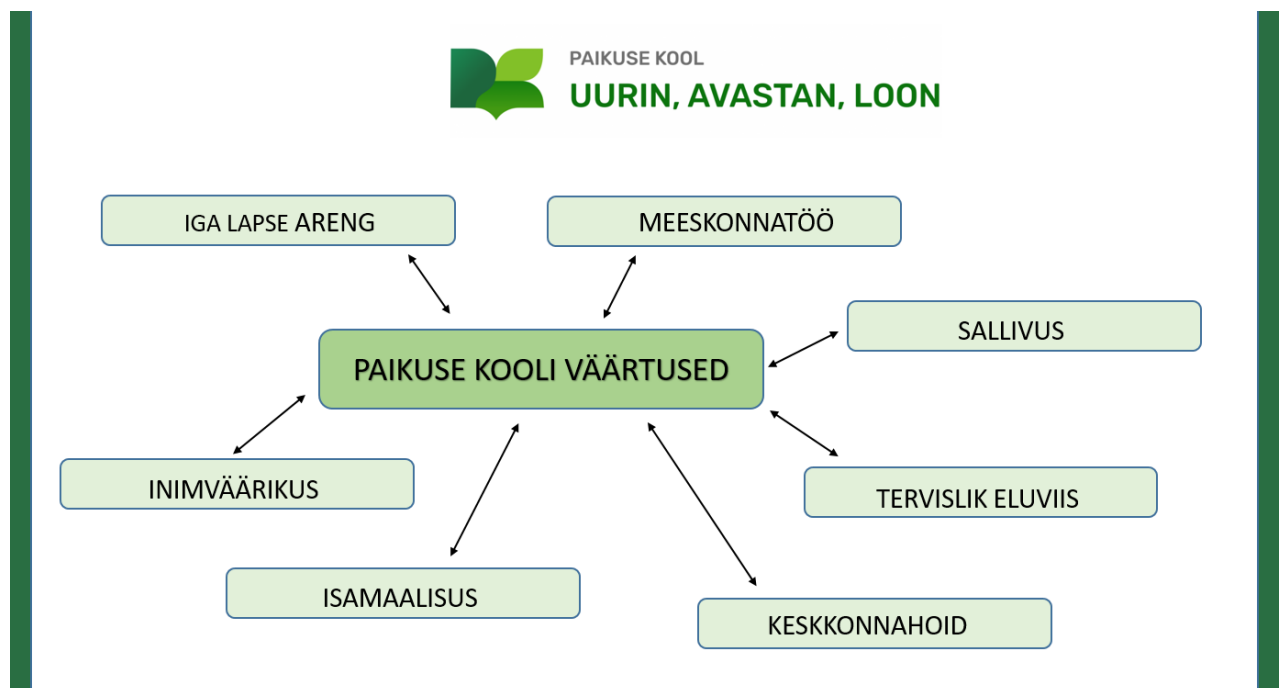 PAIKUSE KOOL
UURIN, AVASTAN, LOON
IGA LAPSE ARENG
MEESKONNATÖÖ
SALLIVUS
PAIKUSE KOOLI VÄÄRTUSED
INIMVÄÄRIKUS
TERVISLIK ELUVIIS
ISAMAALISUS
KESKKONNAHOID